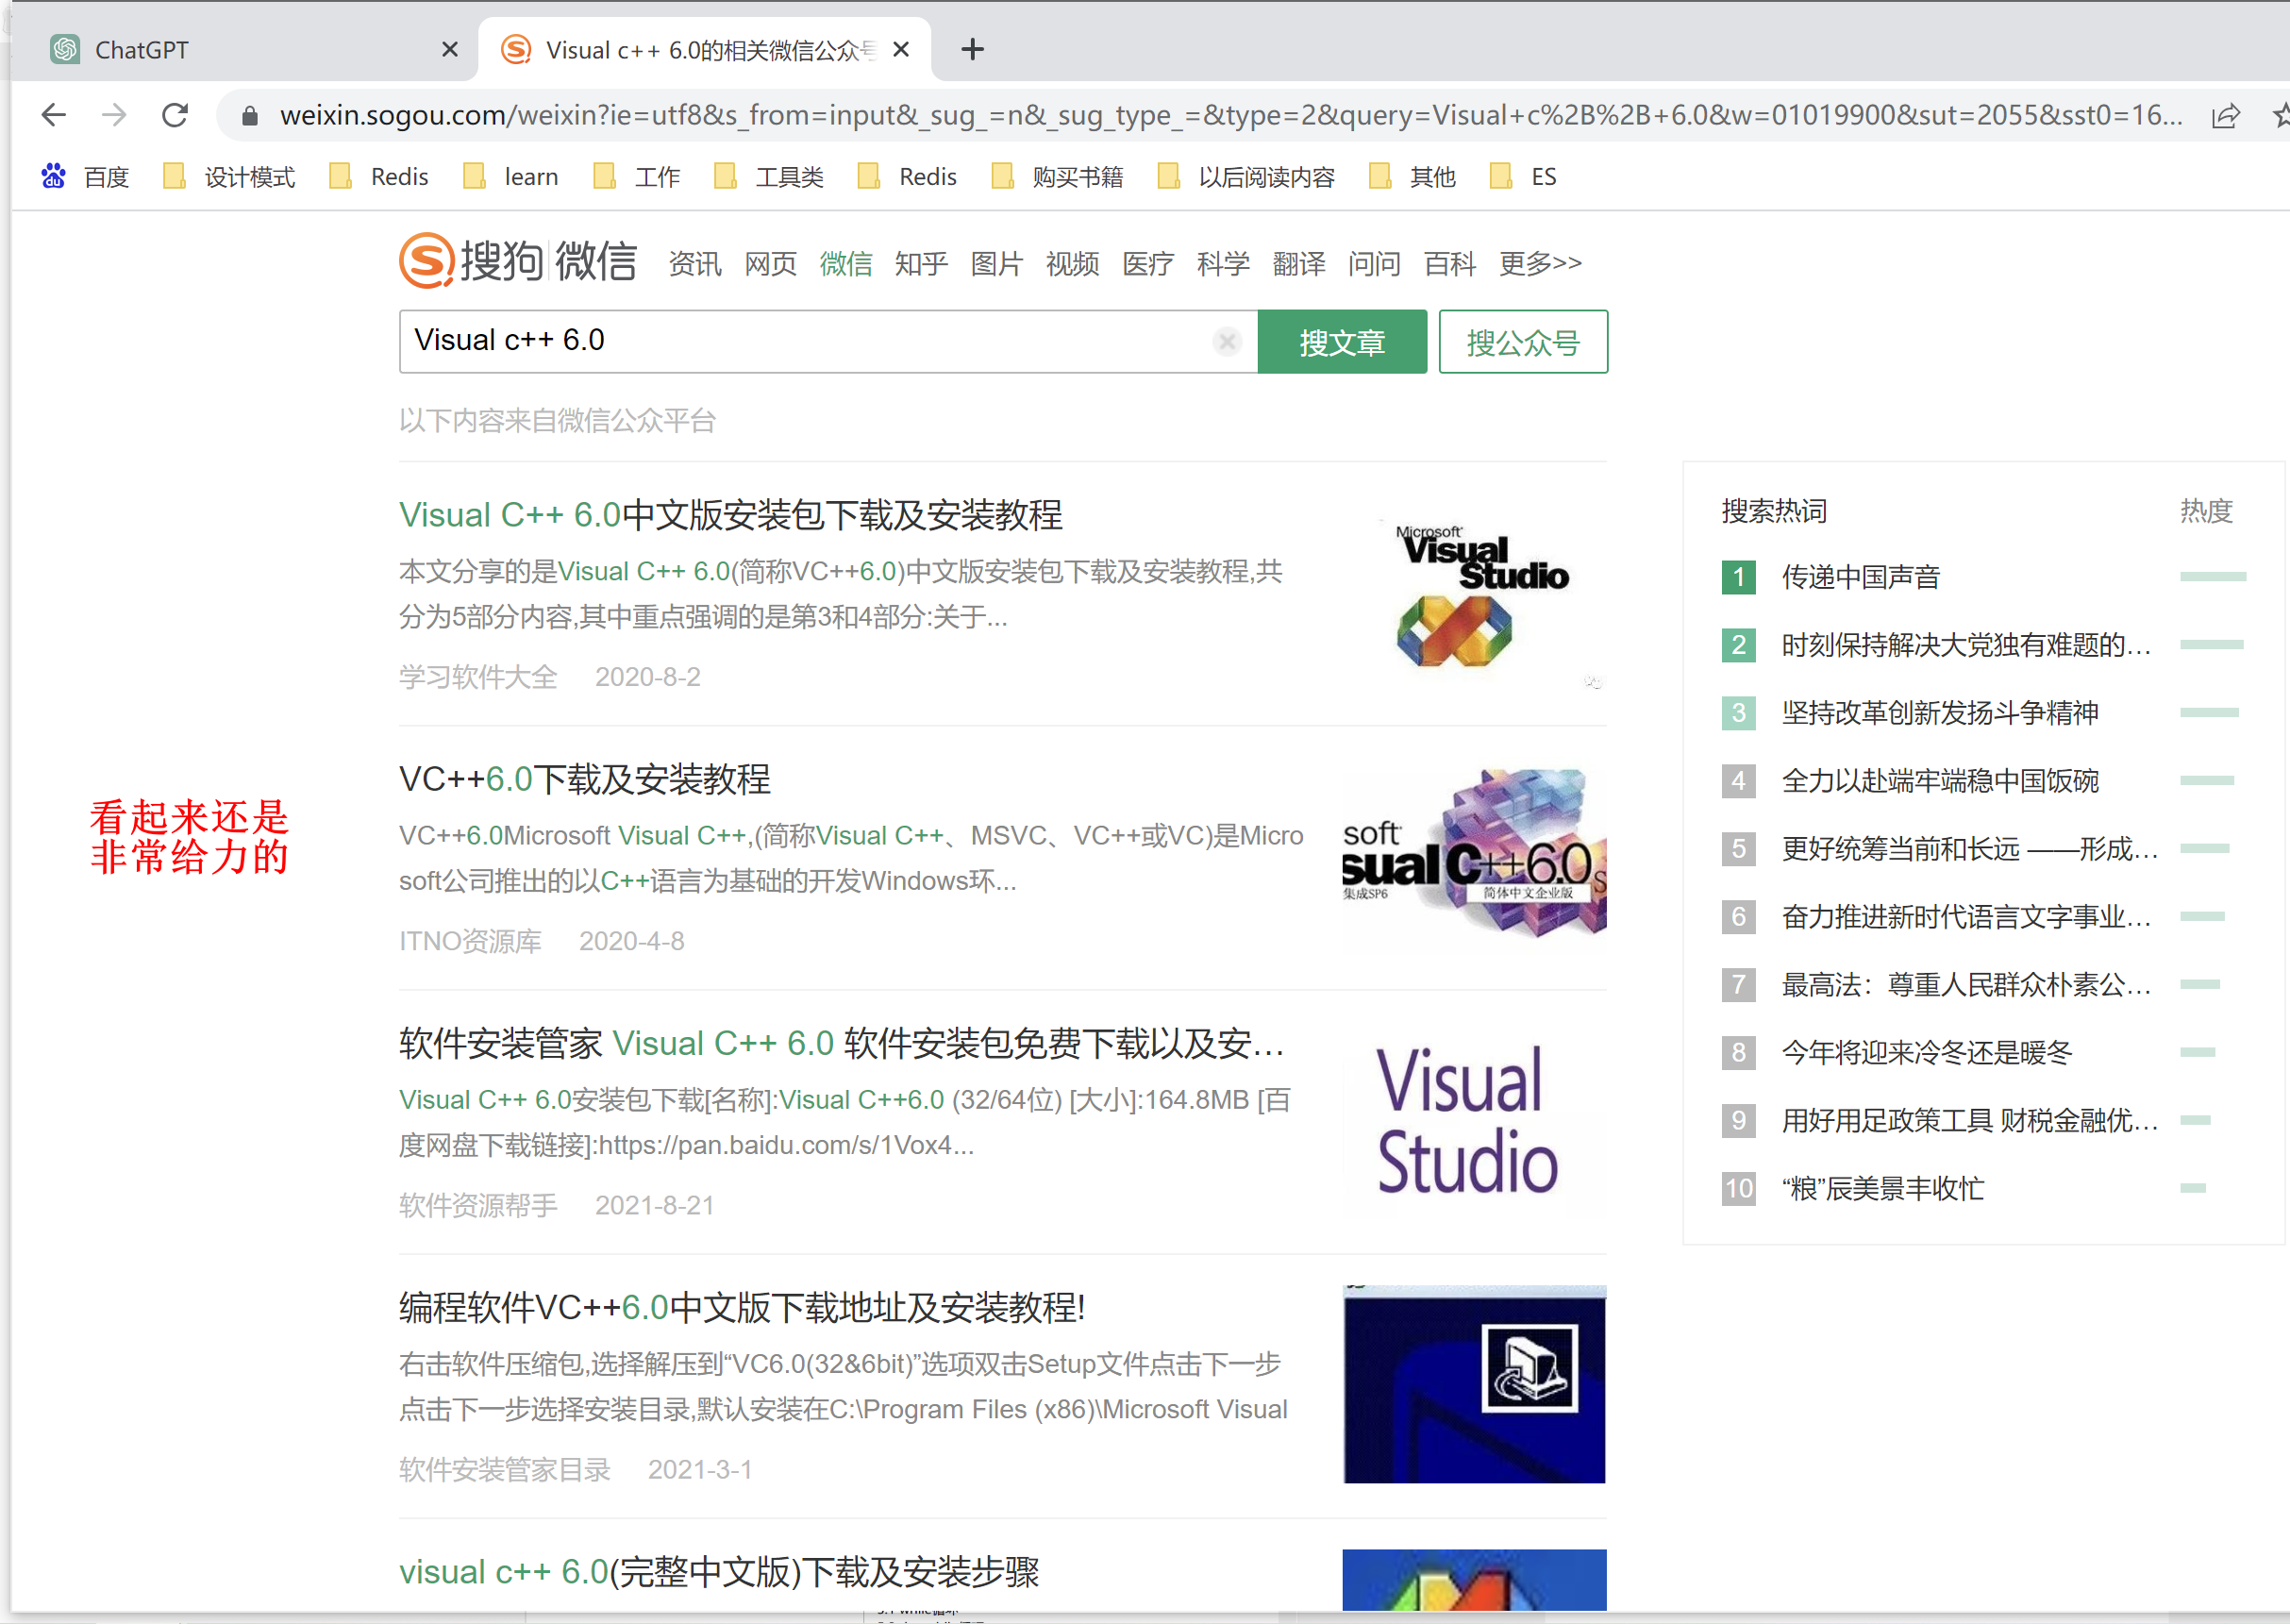 ChatGPT
Visual c++ 6.0的相关微信公众号
weixin.sogou.com/weixin?ie=utf8&s_from=input&_sug_=n&_sug_type_=&type=2&query=Visual+c%2B%2B+6.0&w=01019900&sut=2055&sst0=16...
百度 设计模式 Redis learn 工作 工具类 Redis 购买书籍 以后阅读内容 其他 ES
搜狗 微信 资讯 网页 微信 知乎 图片 视频 医疗 科学 翻译 问问 百科 更多>>
Visual c++ 6.0 搜文章 搜公众号
以下内容来自微信公众平台
Visual C++ 6.0中文版安装包下载及安装教程
本文分享的是Visual C++ 6.0(简称VC++6.0)中文版安装包下载及安装教程,共
分为5部分内容,其中重点强调的是第3和4部分:关于...
学习软件大全 2020-8-2
Microsoft
Visual
Studio
VC++6.0下载及安装教程
VC++6.0Microsoft Visual C++,(简称Visual C++、MSVC、VC++或VC)是Micro
soft公司推出的以C++语言为基础的开发Windows环...
ITNO资源库 2020-4-8
soft
sual C++6.0
集成SP6 简体中文企业版
软件安装管家 Visual C++ 6.0 软件安装包免费下载以及安...
Visual C++ 6.0安装包下载[名称]:Visual C++6.0 (32/64位) [大小]:164.8MB [百
度网盘下载链接]:https://pan.baidu.com/s/1Vox4...
软件资源帮手 2021-8-21
Visual
Studio
编程软件VC++6.0中文版下载地址及安装教程!
右击软件压缩包,选择解压到“VC6.0(32&6bit)”选项双击Setup文件点击下一步
点击下一步选择安装目录,默认安装在C:\Program Files (x86)\Microsoft Visual
软件安装管家目录 2021-3-1
visual c++ 6.0(完整中文版)下载及安装步骤
看起来还是
非常给力的
搜索热词 热度
1 传递中国声音
2 时刻保持解决大党独有难题的...
3 坚持改革创新发扬斗争精神
4 全力以赴端牢端稳中国饭碗
5 更好统筹当前和长远 ——形成...
6 奋力推进新时代语言文字事业...
7 最高法：尊重人民群众朴素公...
8 今年将迎来冷冬还是暖冬
9 用好用足政策工具 财税金融优...
10 “粮”辰美景丰收忙